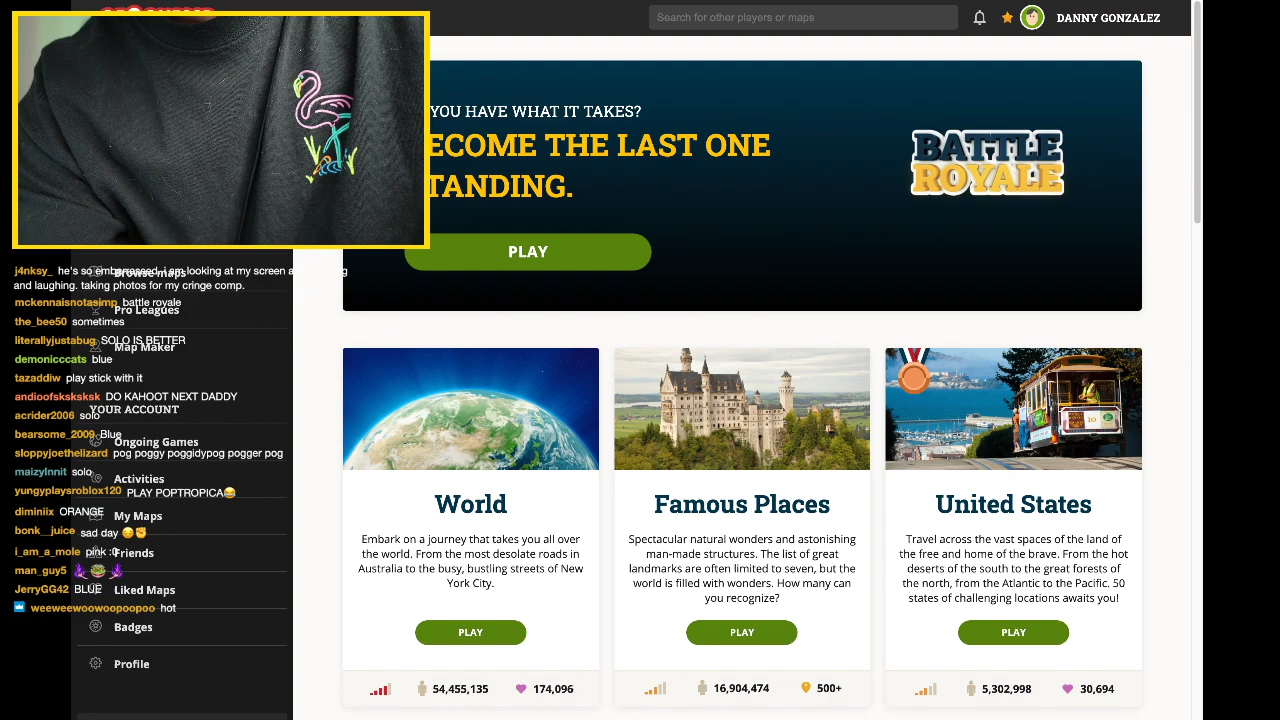 Search for other players or maps
DANNY GONZALEZ
YOU HAVE WHAT IT TAKES?
ECOME THE LAST ONE
TANDING.
PLAY
BATTLE
ROYALE
Browse maps
Pro Leagues
Map Maker
YOUR ACCOUNT
Ongoing Games
Activities
My Maps
Friends
Liked Maps
Badges
Profile
j4nksy_ he's so embarrassed. i am looking at my screen
and laughing. taking photos for my cringe comp.
mckennaisnotasimp battle royale
the_bee50 sometimes
literallyjustabug SOLO IS BETTER
demonicccats blue
tazaddiw play stick with it
andioofsksksksk DO KAHOOT NEXT DADDY
acrider2006 solo
bearsome_2009 Blue
sloppyjoethelizard pog poggy poggidypog pogger pog
maizylnnit solo
yungyplaysroblox120 PLAY POPTROPICA😂
diminiix ORANGE
bonk__juice sad day 😔✊
i_am_a_mole pink :0
man_guy5
JerryGG42 BLUE
weeweewoowoopoopoo hot
World
Embark on a journey that takes you all over
the world. From the most desolate roads in
Australia to the busy, bustling streets of New
York City.
PLAY
54,455,135 174,096
Famous Places
Spectacular natural wonders and astonishing
man-made structures. The list of great
landmarks are often limited to seven, but the
world is filled with wonders. How many can
you recognize?
PLAY
16,904,474 500+
United States
Travel across the vast spaces of the land of
the free and home of the brave. From the hot
deserts of the south to the great forests of
the north, from the Atlantic to the Pacific. 50
states of challenging locations awaits you!
PLAY
5,302,998 30,694